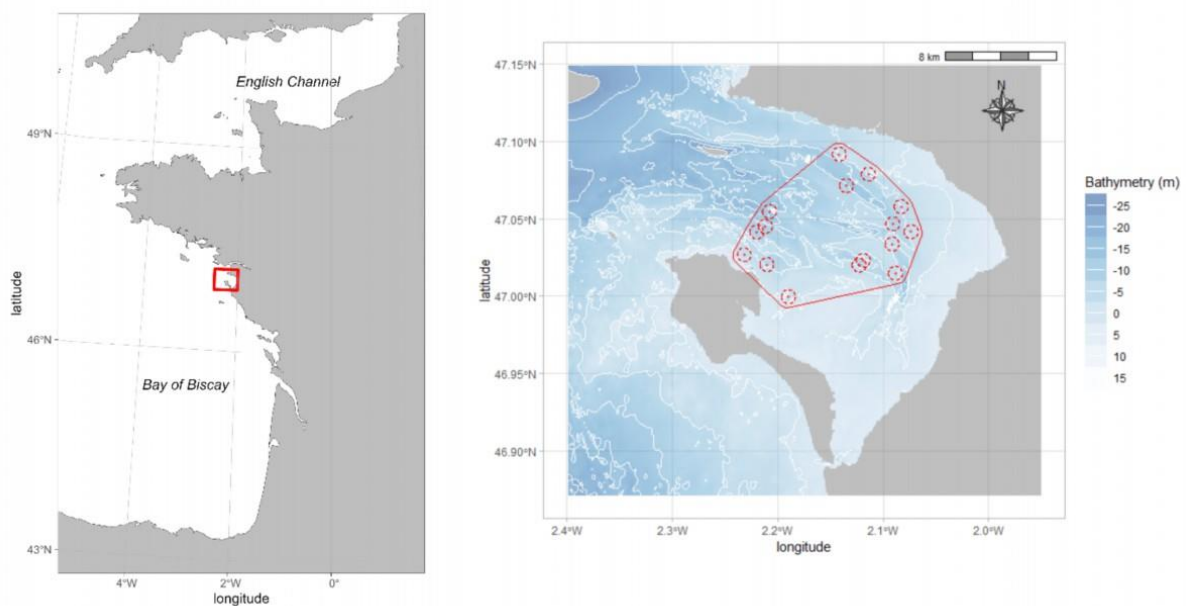 English Channel
49°N
latitude
46°N
Bay of Biscay
43°N
4°W
2°W
0°
longitude
8 km
N
47.15°N
47.10°N
47.05°N
latitude
47.00°N
46.95°N
46.90°N
2.4°W
2.3°W
2.2°W
2.1°W
2.0°W
longitude
Bathymetry (m)
-25
-20
-15
-10
-5
0
5
10
15